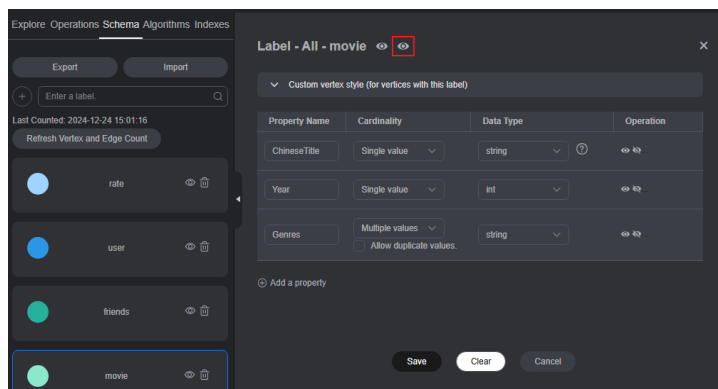 Explore Operations Schema Algorithms Indexes
Export Import
Enter a label.
Last Counted: 2024-12-24 15:01:16
Refresh Vertex and Edge Count
rate
user
friends
movie
Label - All - movie
Custom vertex style (for vertices with this label)
Property Name Cardinality Data Type Operation
ChineseTitle Single value string
Year Single value int
Genres Multiple values string
Allow duplicate values.
Add a property
Save Clear Cancel